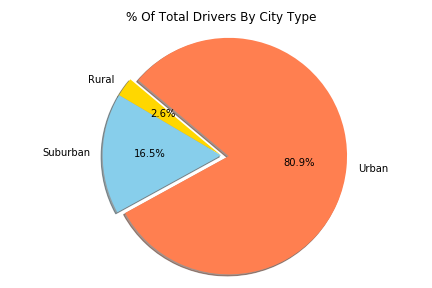 % Of Total Drivers By City Type
Rural
2.6%
Suburban
16.5%
80.9%
Urban